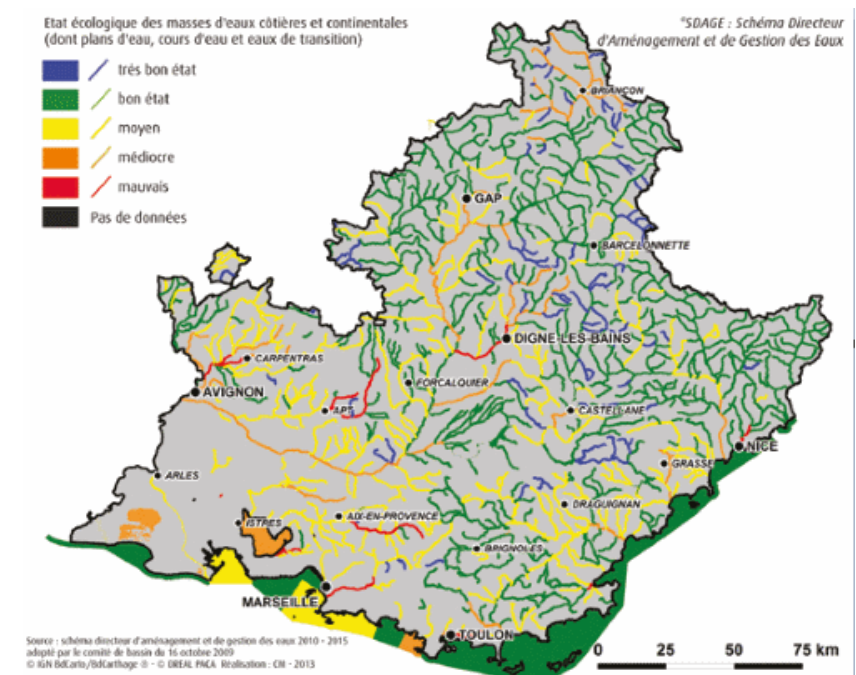 Etat écologique des masses d'eaux côtières et continentales
(dont plans d'eau, cours d'eau et eaux de transition)
*SDAGE : Schéma Directeur
d'Aménagement et de Gestion des Eaux
trés bon état
bon état
moyen
médiocre
mauvais
Pas de données
BRIANÇON
GAP
BARCELONNETTE
DIGNE-LES-BAINS
CARPENTRAS
FORCALQUIER
AVIGNON
APT
CASTELLANE
NICE
GRASSE
ARLES
DRAGUIGNAN
AIX-EN-PROVENCE
ISTRES
BRIGNOLES
MARSEILLE
TOULON
Source : schéma directeur d'aménagement et de gestion des eaux 2010 - 2015
adopté par le comité de bassin du 16 octobre 2009
© IGN BdCarto/BdCarthage ® - © DREAL PACA Réalisation : CM - 2013
0 25 50 75 km